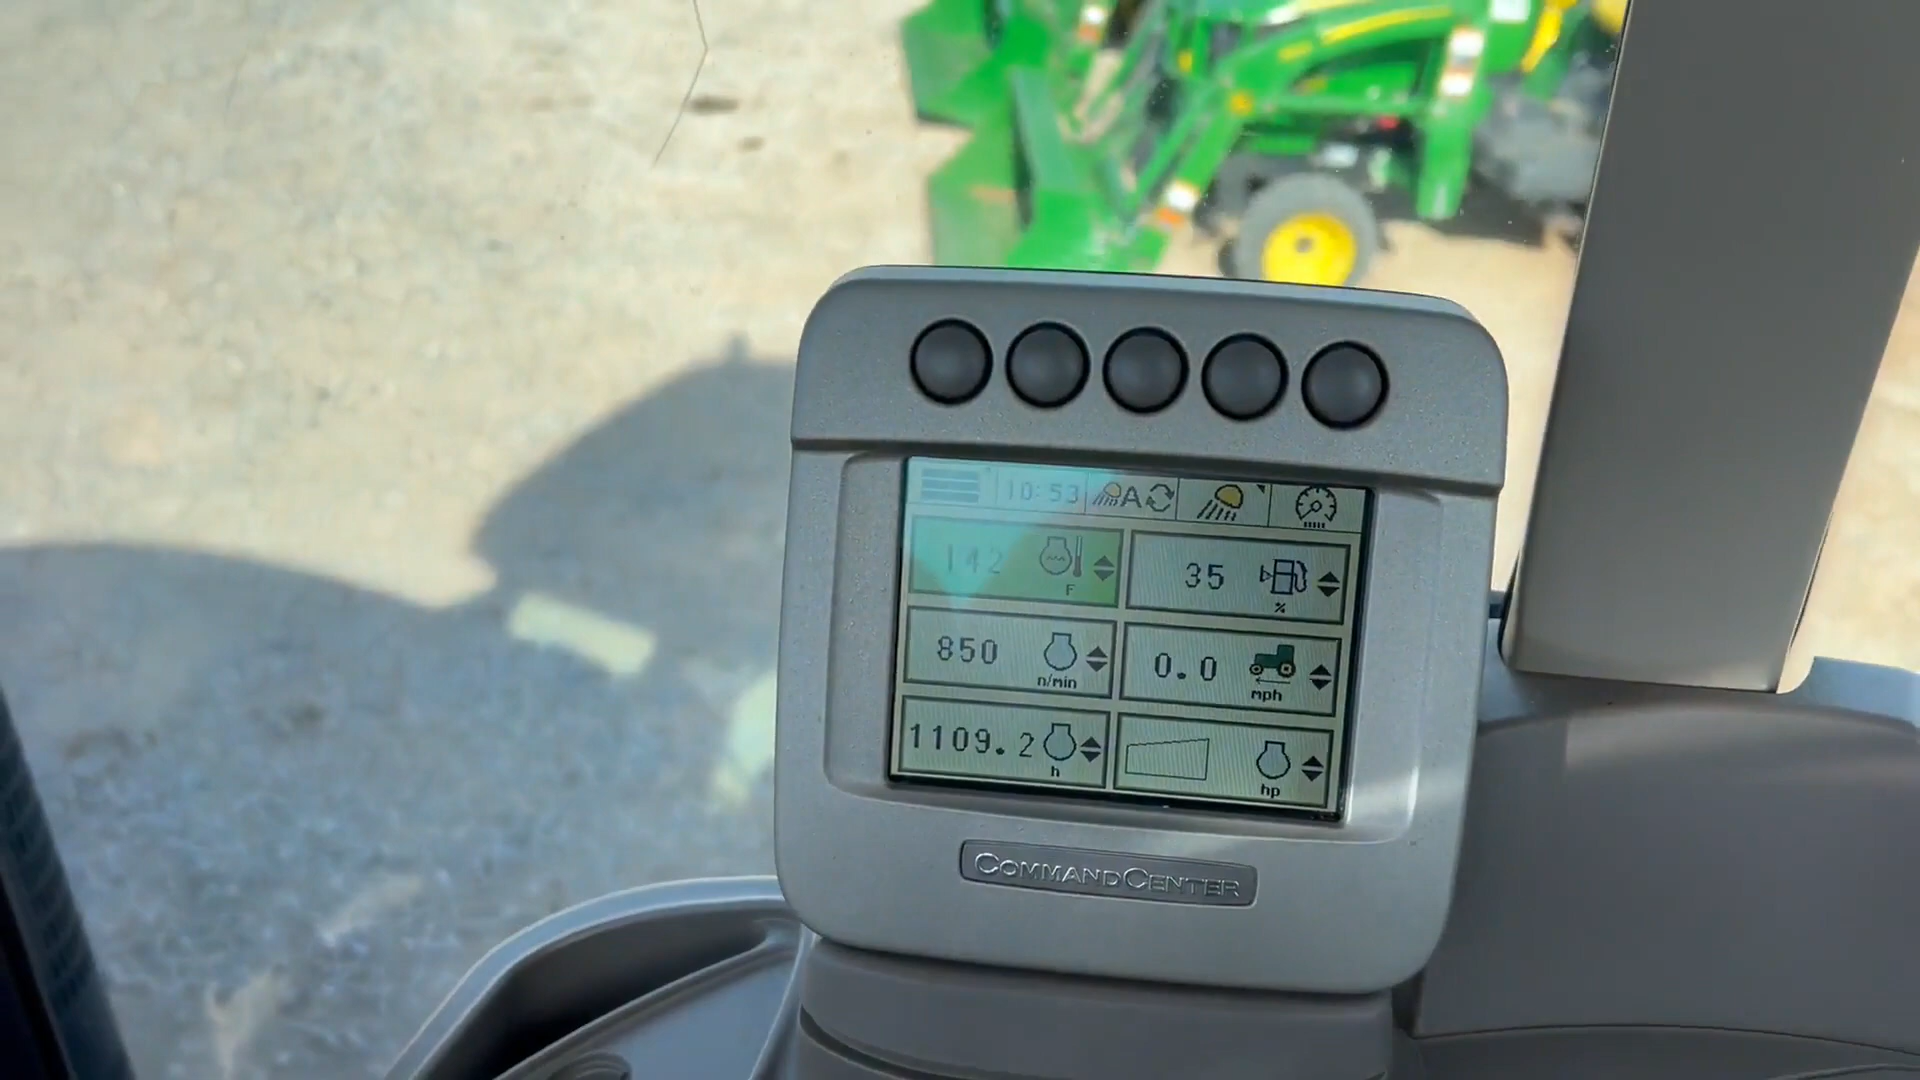 10:53 A
142 F
35 %
850 n/min
0.0 mph
1109.2 h
hp
COMMANDCENTER